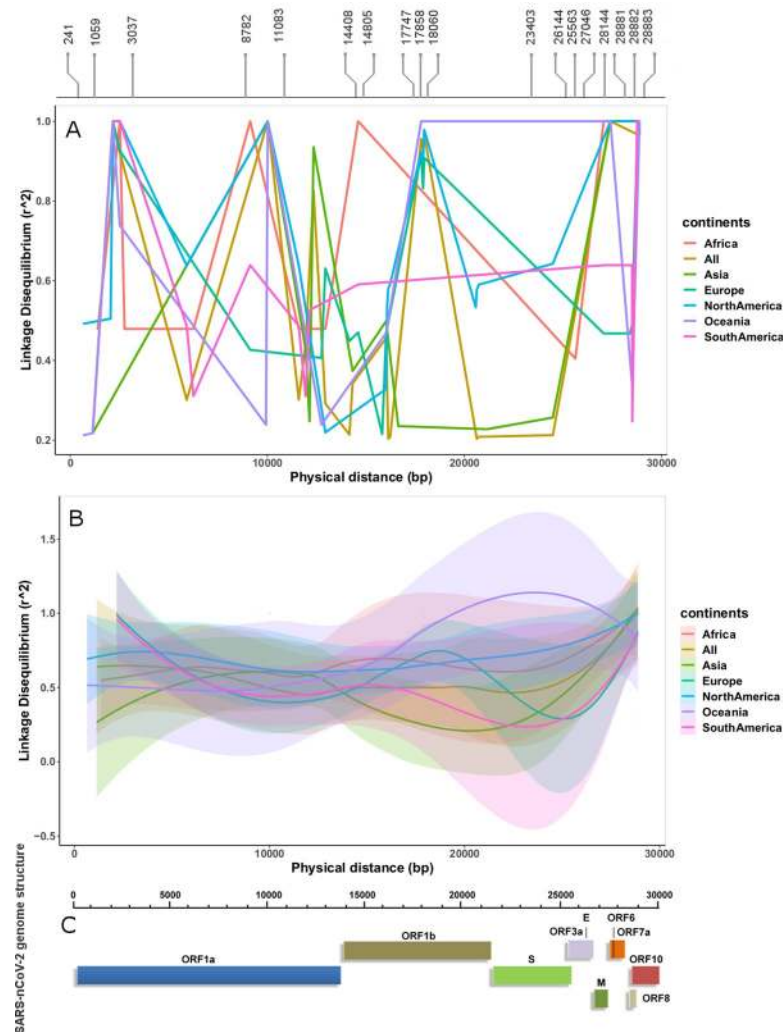 241
1059
3037
8782
11083
14408
14805
17747
17858
18060
23403
26144
25563
27046
28144
28881
28882
28883
A
1.0
0.8
0.6
0.4
0.2
Linkage Disequilibrium (r^2)
0
10000
20000
30000
Physical distance (bp)
continents
Africa
All
Asia
Europe
NorthAmerica
Oceania
SouthAmerica
B
1.5
1.0
0.5
0.0
−0.5
Linkage Disequilibrium (r^2)
0
10000
20000
30000
Physical distance (bp)
continents
Africa
All
Asia
Europe
NorthAmerica
Oceania
SouthAmerica
SARS-nCoV-2 genome structure
0
5000
10000
15000
20000
25000
30000
C
E
ORF6
ORF3a
ORF7a
ORF1b
ORF1a
S
ORF10
M
ORF8